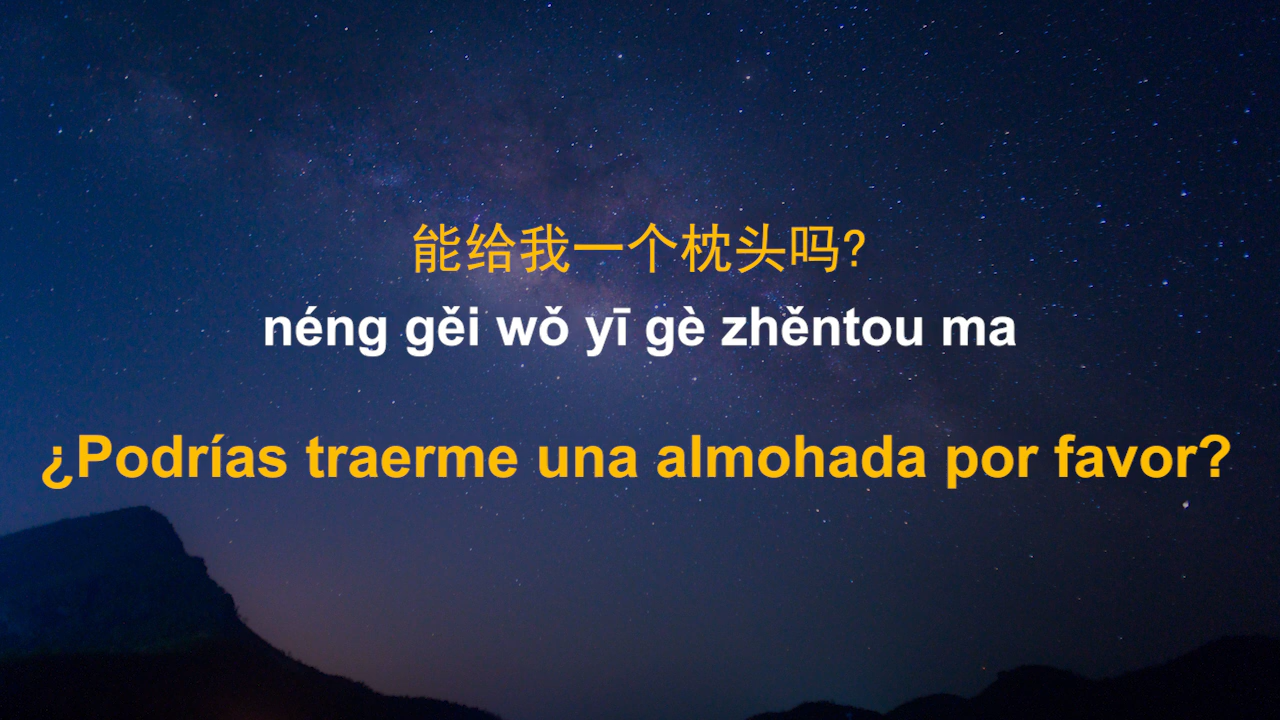 能给我一个枕头吗?
néng gěi wǒ yī gè zhěntou ma
¿Podrías traerme una almohada por favor?